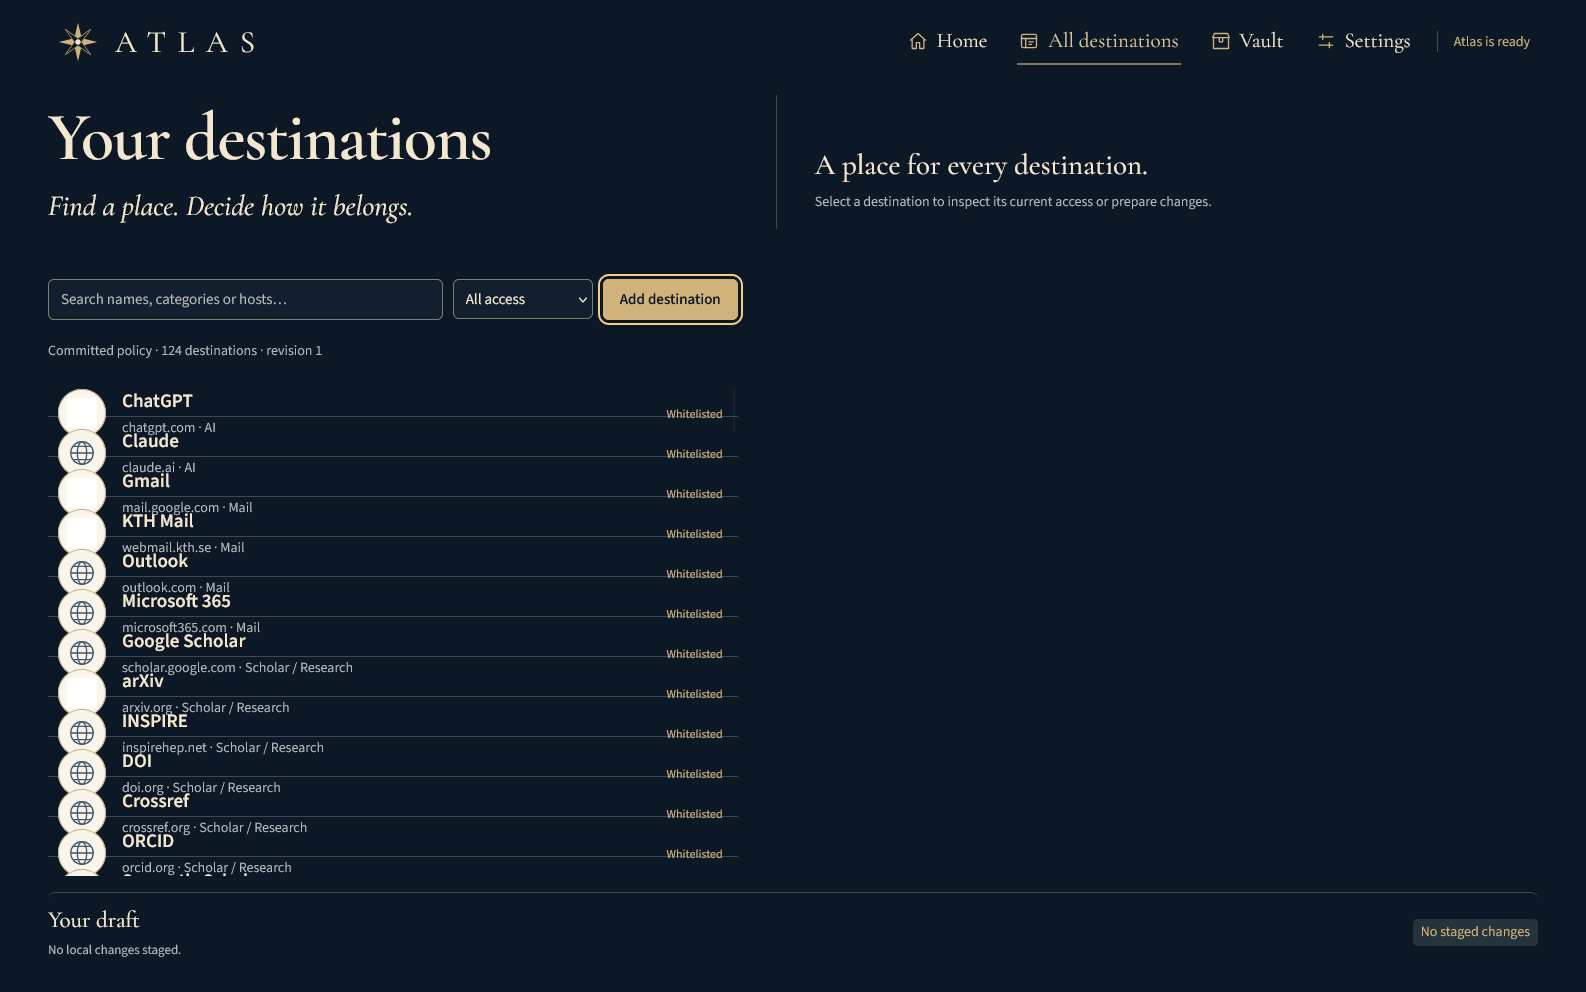 ATLAS
Home
All destinations
Vault
Settings
Atlas is ready
Your destinations
Find a place. Decide how it belongs.
A place for every destination.
Select a destination to inspect its current access or prepare changes.
Search names, categories or hosts…
All access
Add destination
Committed policy · 124 destinations · revision 1
ChatGPT
Whitelisted
chatgpt.com · AI
Claude
Whitelisted
claude.ai · AI
Gmail
Whitelisted
mail.google.com · Mail
KTH Mail
Whitelisted
webmail.kth.se · Mail
Outlook
Whitelisted
outlook.com · Mail
Microsoft 365
Whitelisted
microsoft365.com · Mail
Google Scholar
Whitelisted
scholar.google.com · Scholar / Research
arXiv
Whitelisted
arxiv.org · Scholar / Research
INSPIRE
Whitelisted
inspirehep.net · Scholar / Research
DOI
Whitelisted
doi.org · Scholar / Research
Crossref
Whitelisted
crossref.org · Scholar / Research
ORCID
Whitelisted
orcid.org · Scholar / Research
Your draft
No local changes staged.
No staged changes